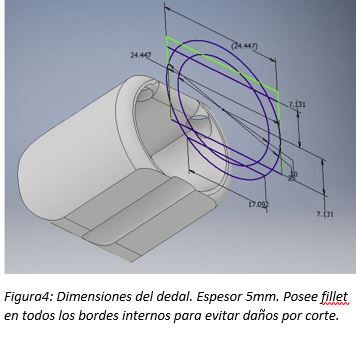 24.447
(24.447)
7.131
17.092
7.131
Figura4: Dimensiones del dedal. Espesor 5mm. Posee fillet
en todos los bordes internos para evitar daños por corte.